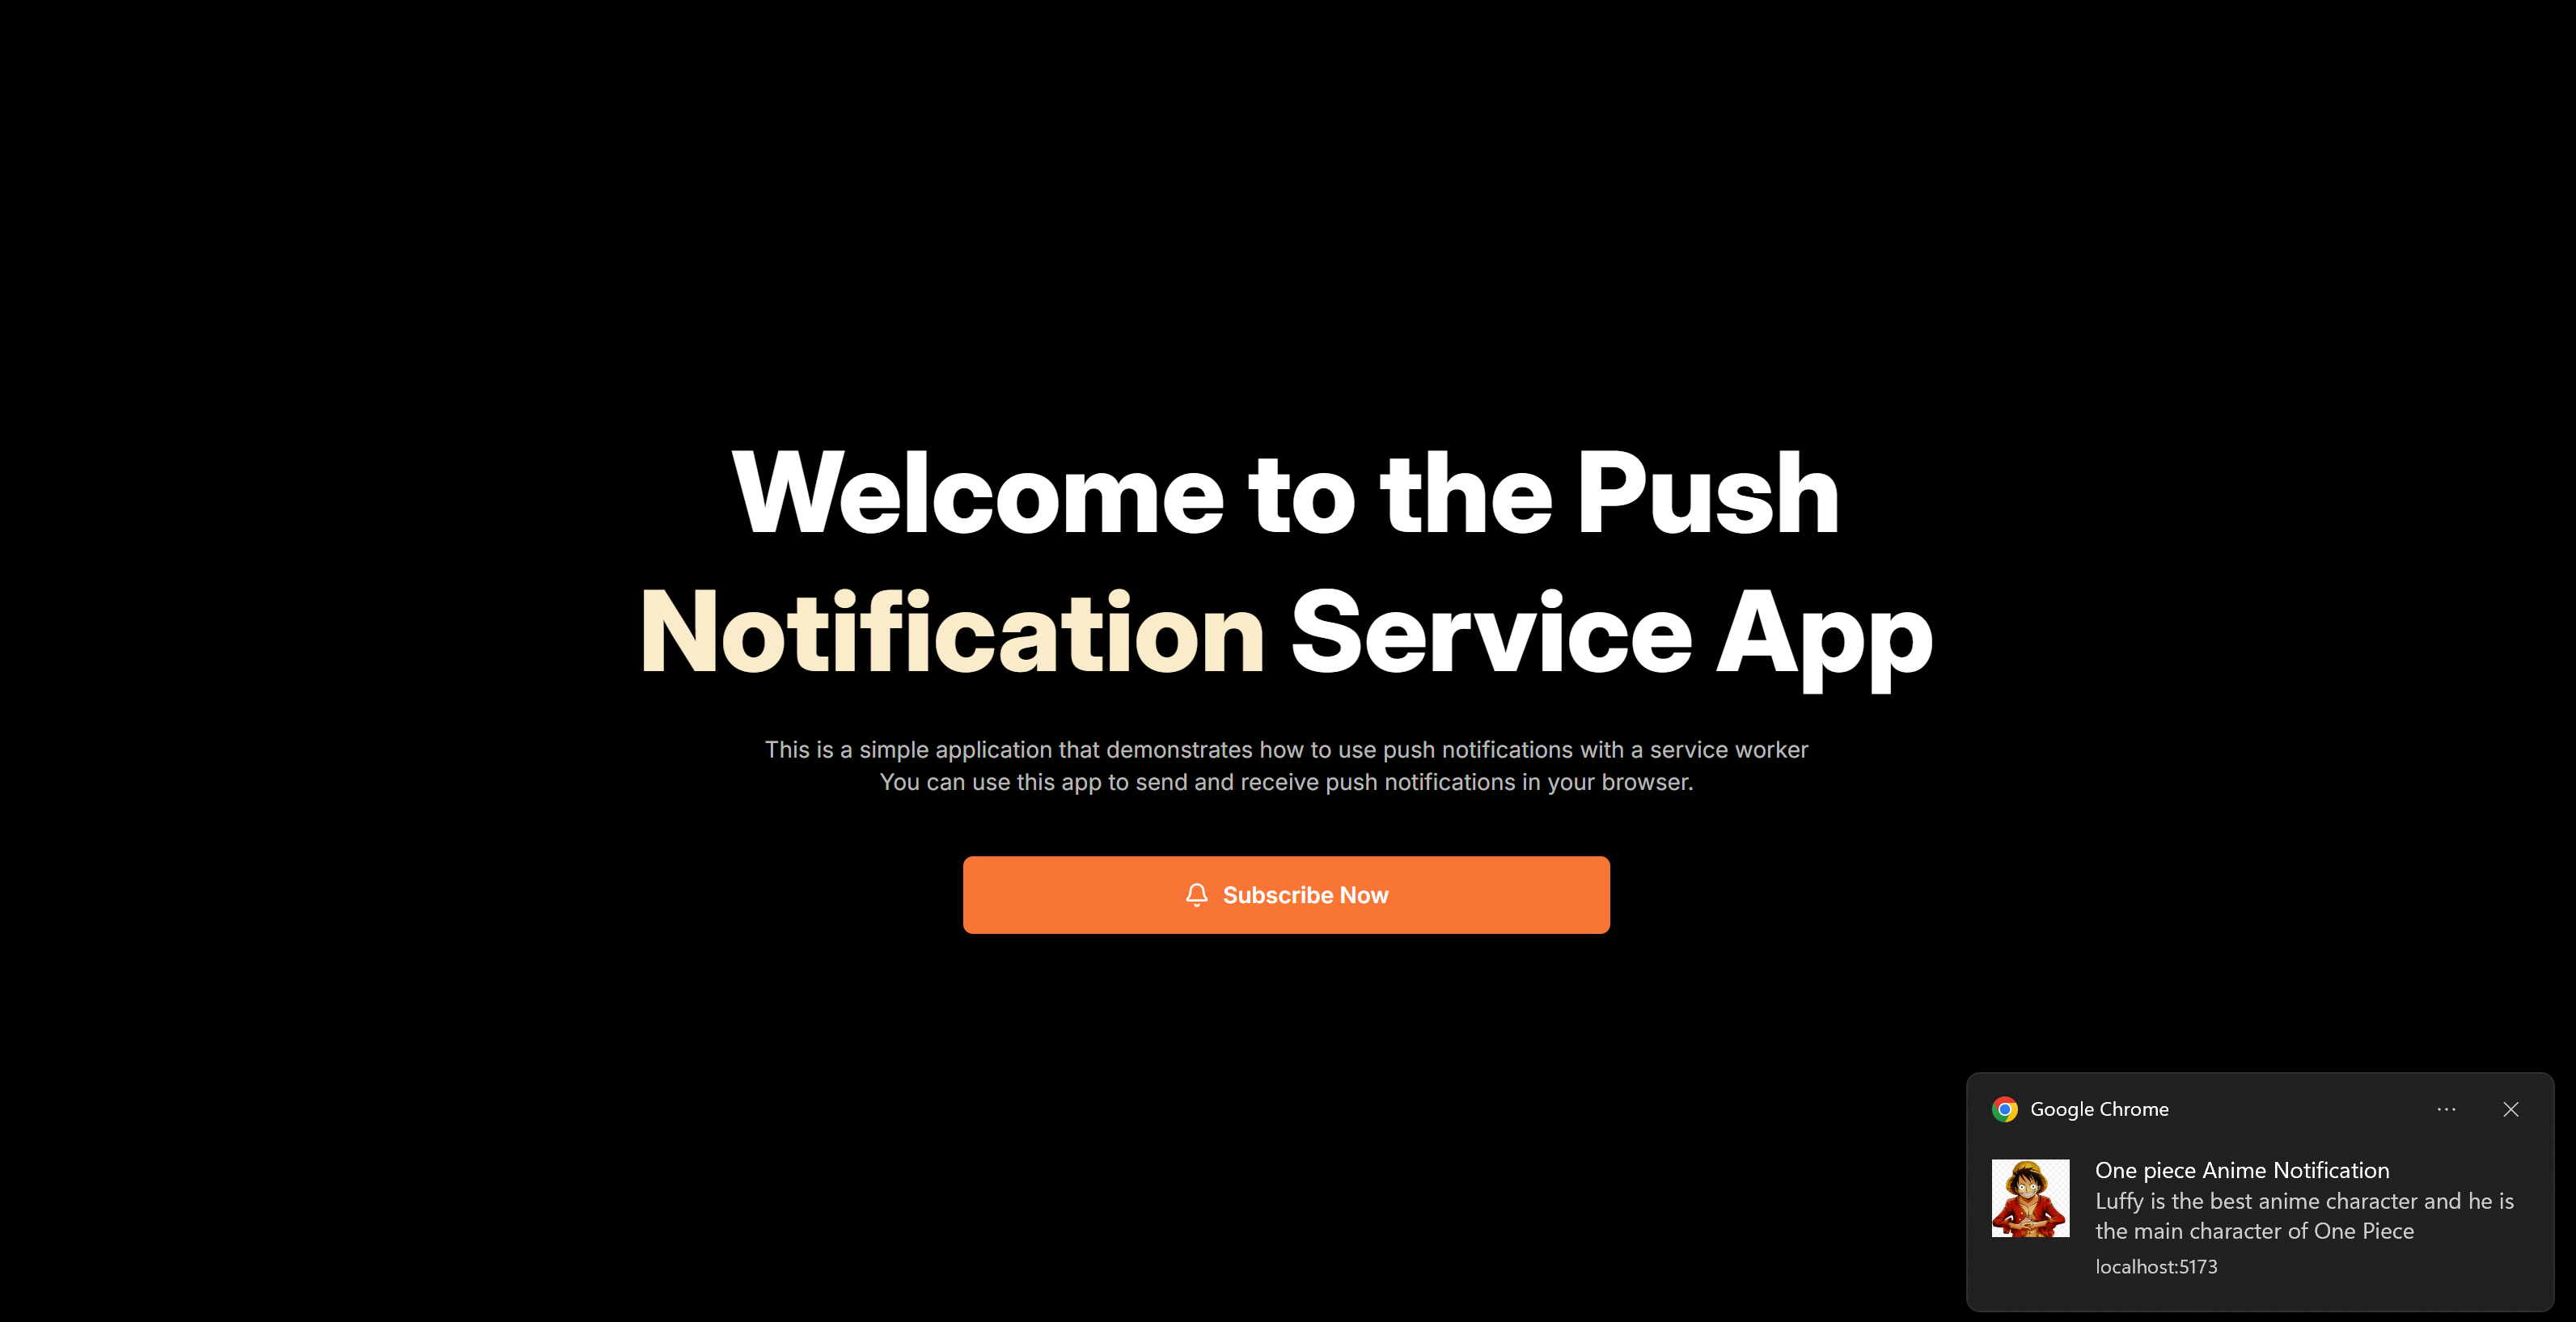 Welcome to the Push
Notification Service App
This is a simple application that demonstrates how to use push notifications with a service worker
You can use this app to send and receive push notifications in your browser.
Subscribe Now
Google Chrome
One piece Anime Notification
Luffy is the best anime character and he is
the main character of One Piece
localhost:5173